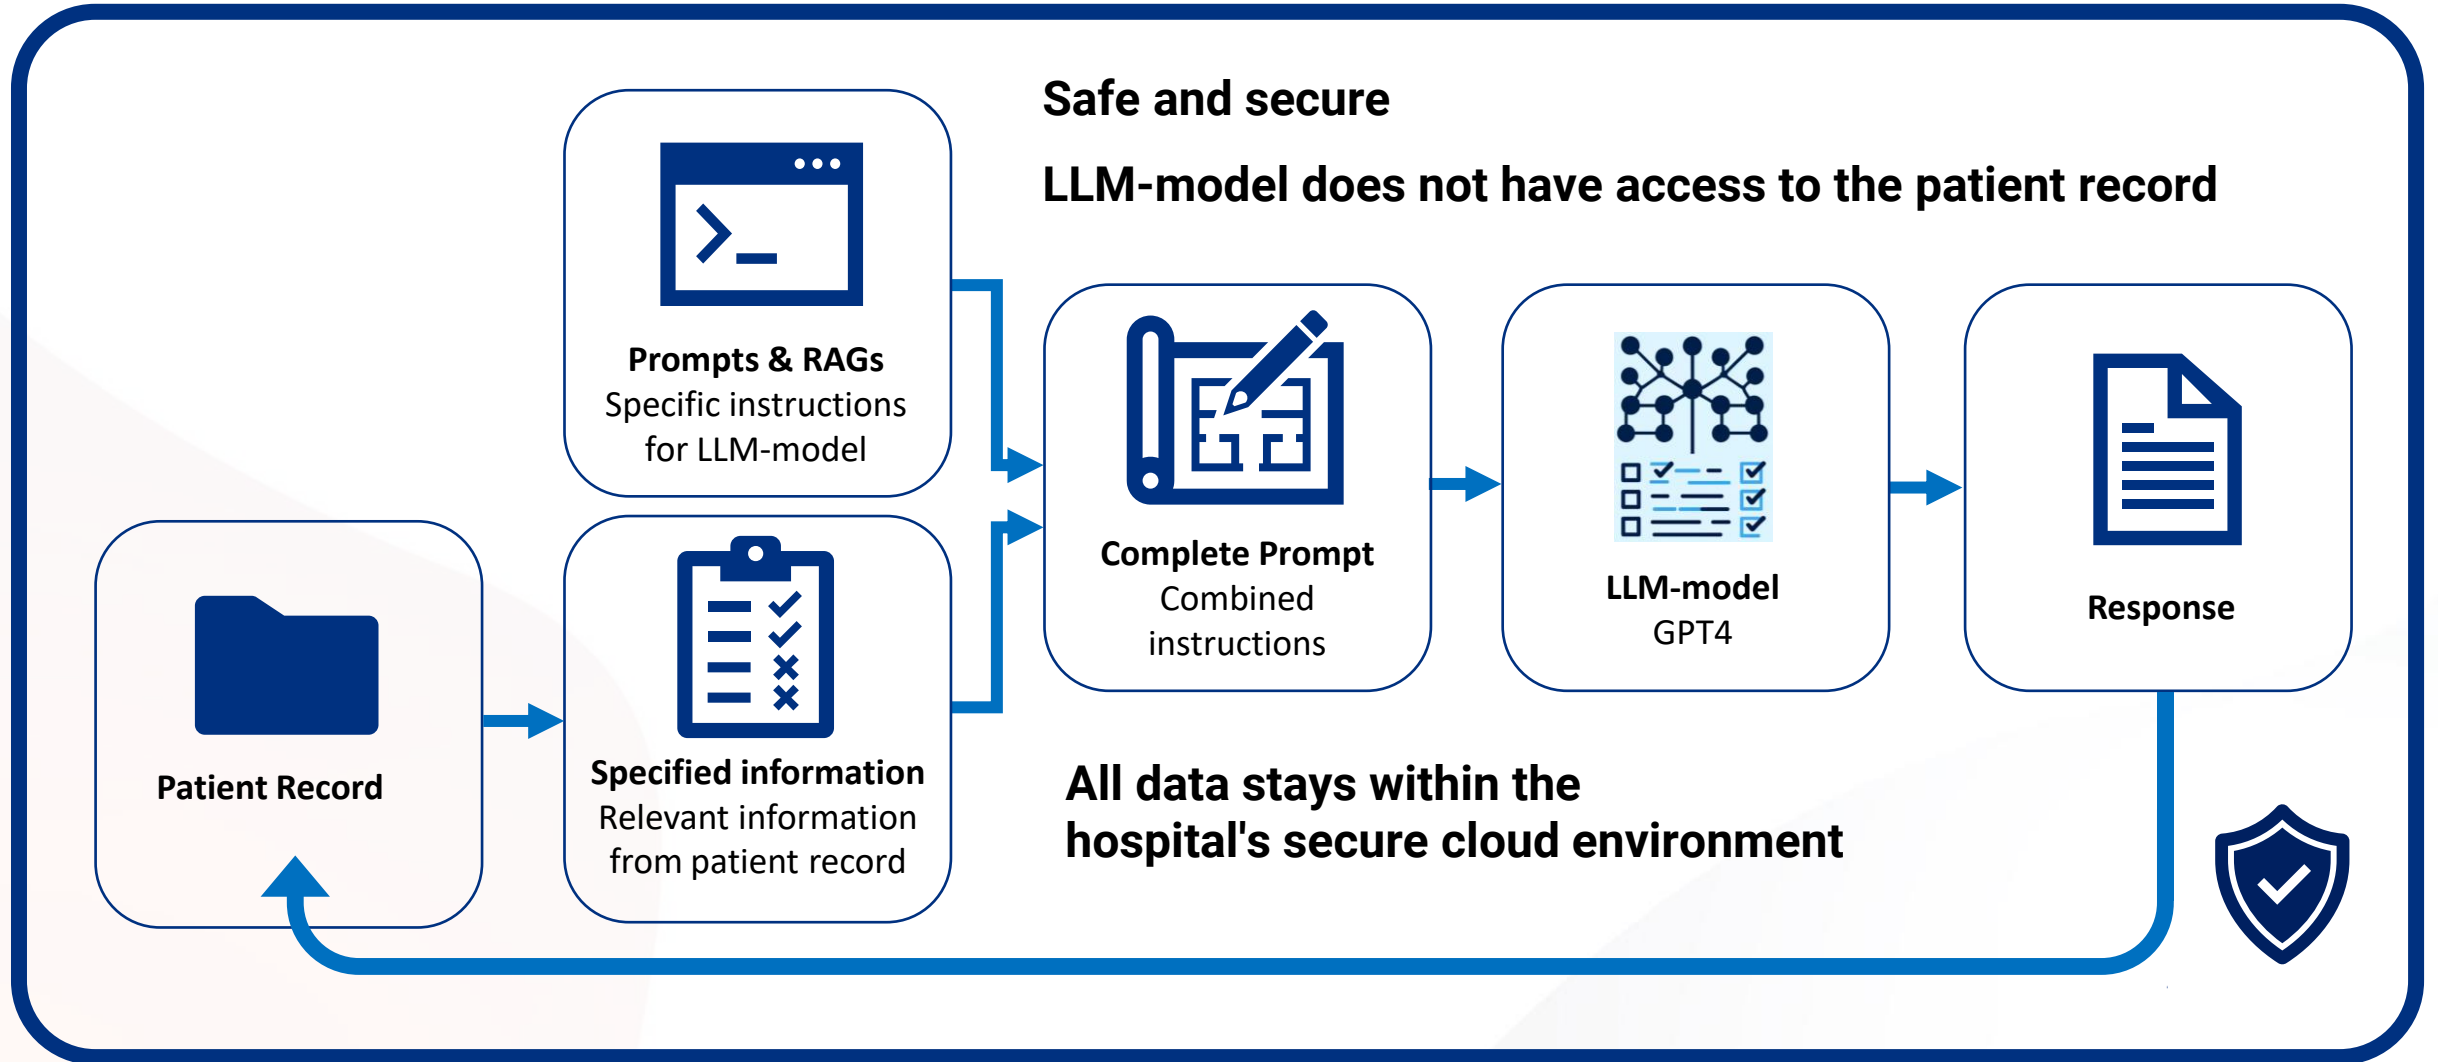 Safe and secure
LLM-model does not have access to the patient record
Prompts & RAGs
Specific instructions
for LLM-model
Patient Record
Specified information
Relevant information
from patient record
Complete Prompt
Combined
instructions
LLM-model
GPT4
Response
All data stays within the
hospital's secure cloud environment